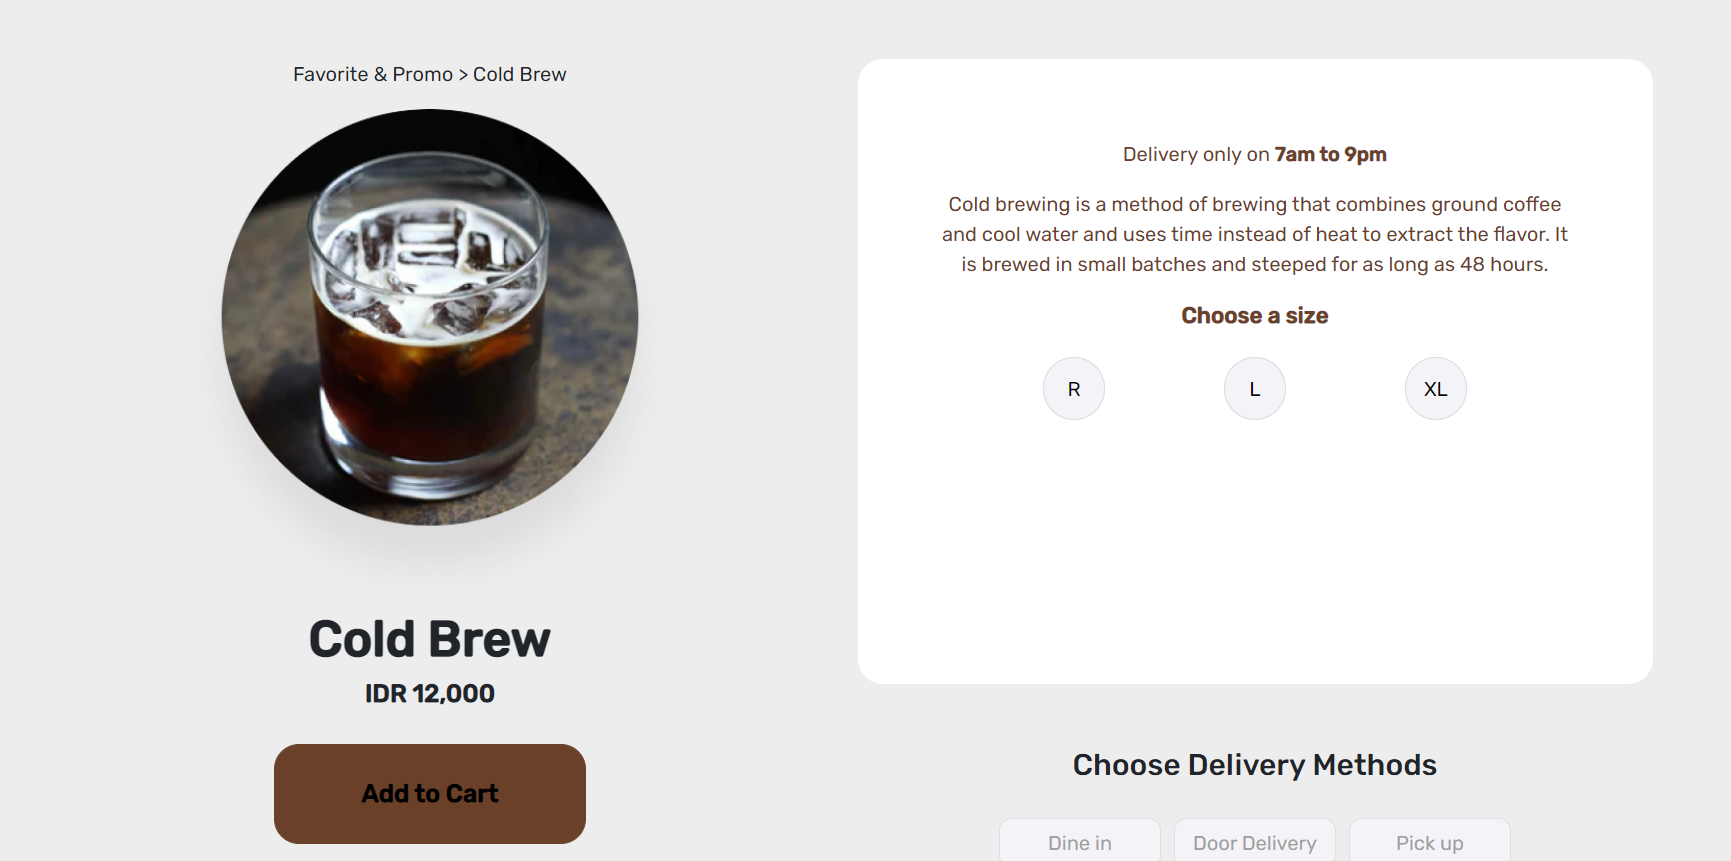 Favorite & Promo > Cold Brew
Cold Brew
IDR 12,000
Add to Cart
Delivery only on 7am to 9pm
Cold brewing is a method of brewing that combines ground coffee
and cool water and uses time instead of heat to extract the flavor. It
is brewed in small batches and steeped for as long as 48 hours.
Choose a size
R
L
XL
Choose Delivery Methods
Dine in
Door Delivery
Pick up